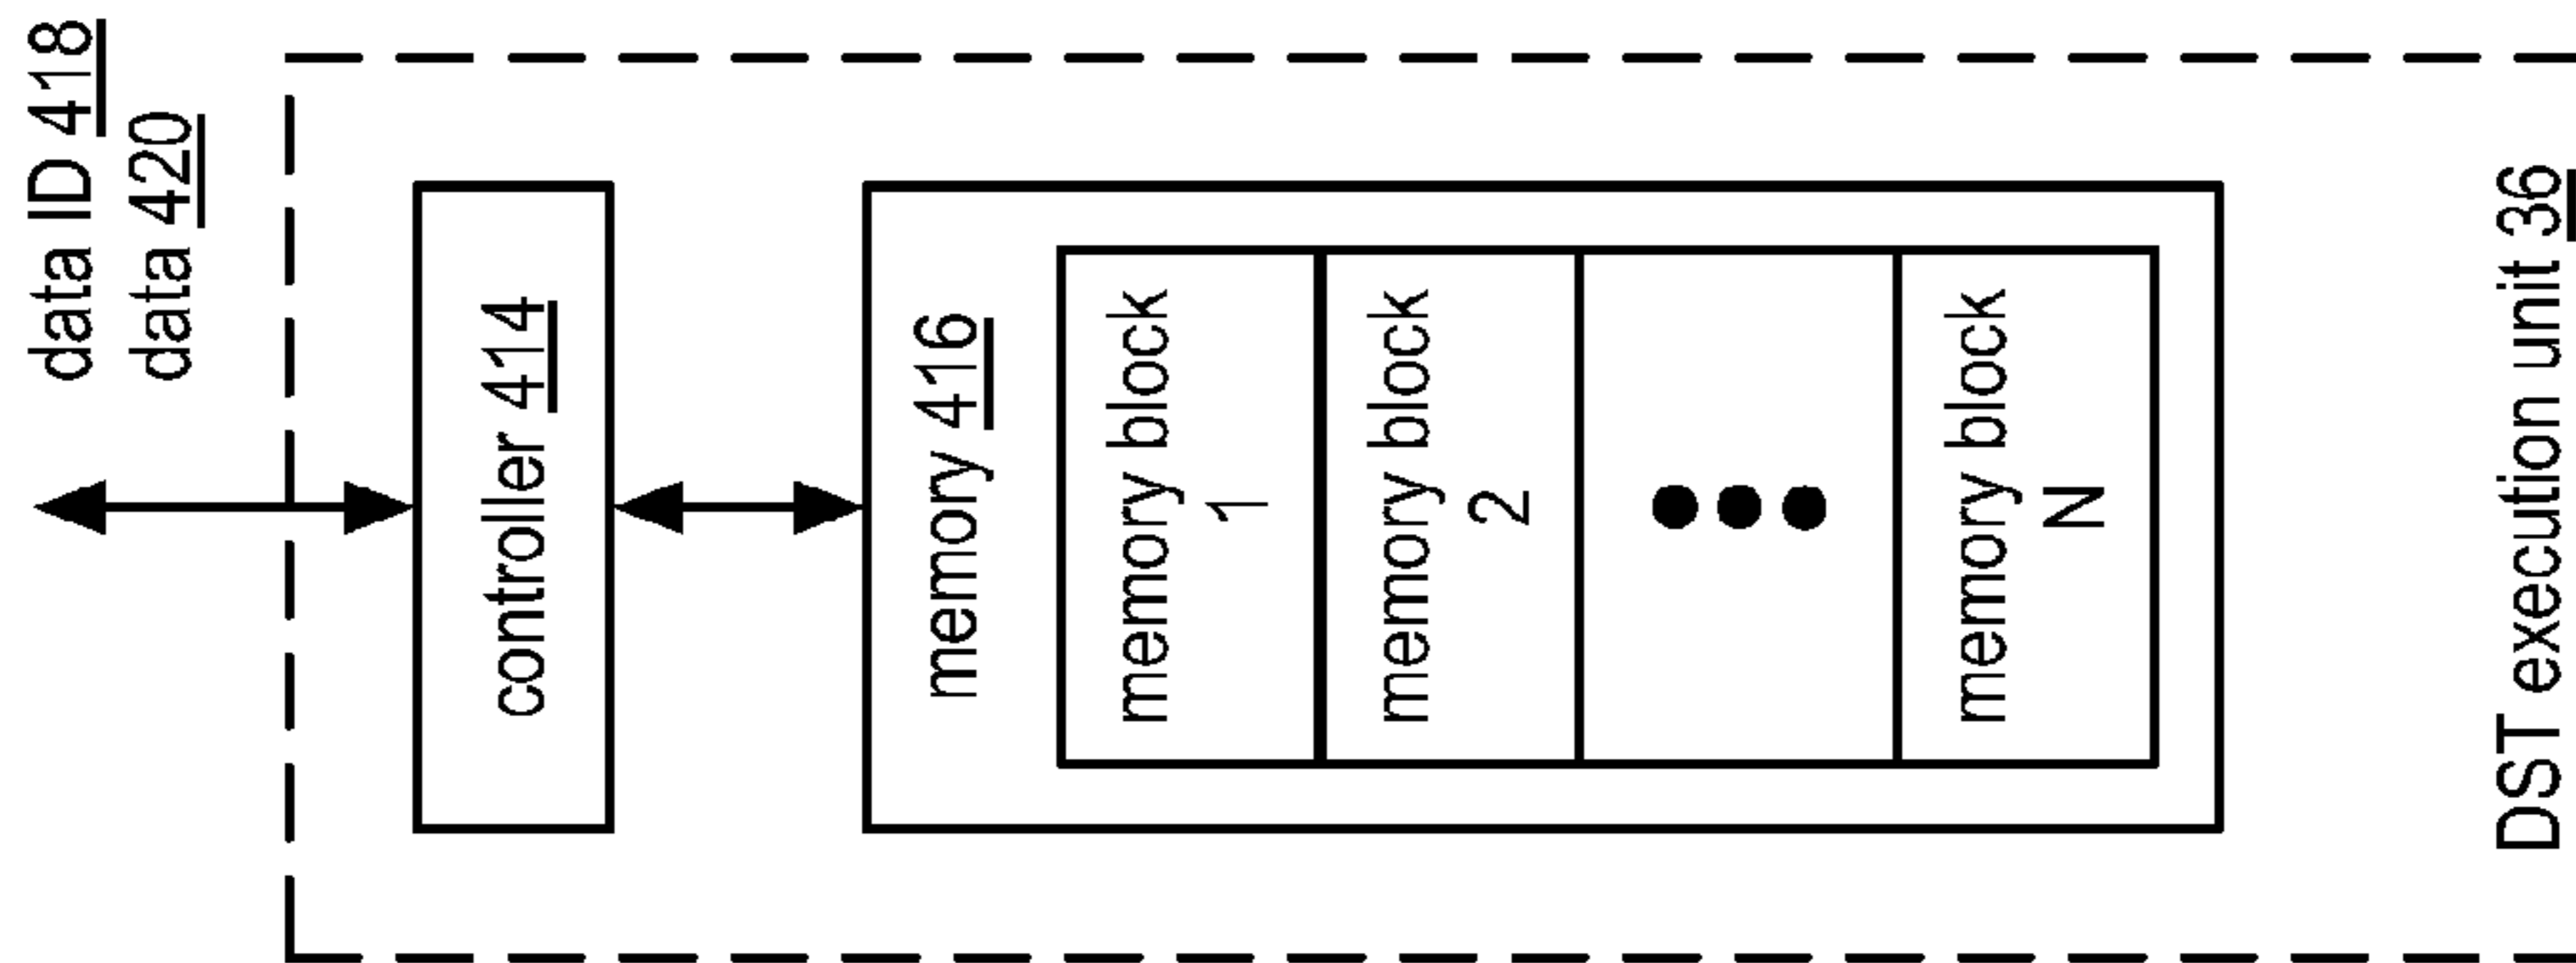 data ID 418
data 420
controller 414
memory 416
memory block
1
memory block
2
memory block
N
DST execution unit 36